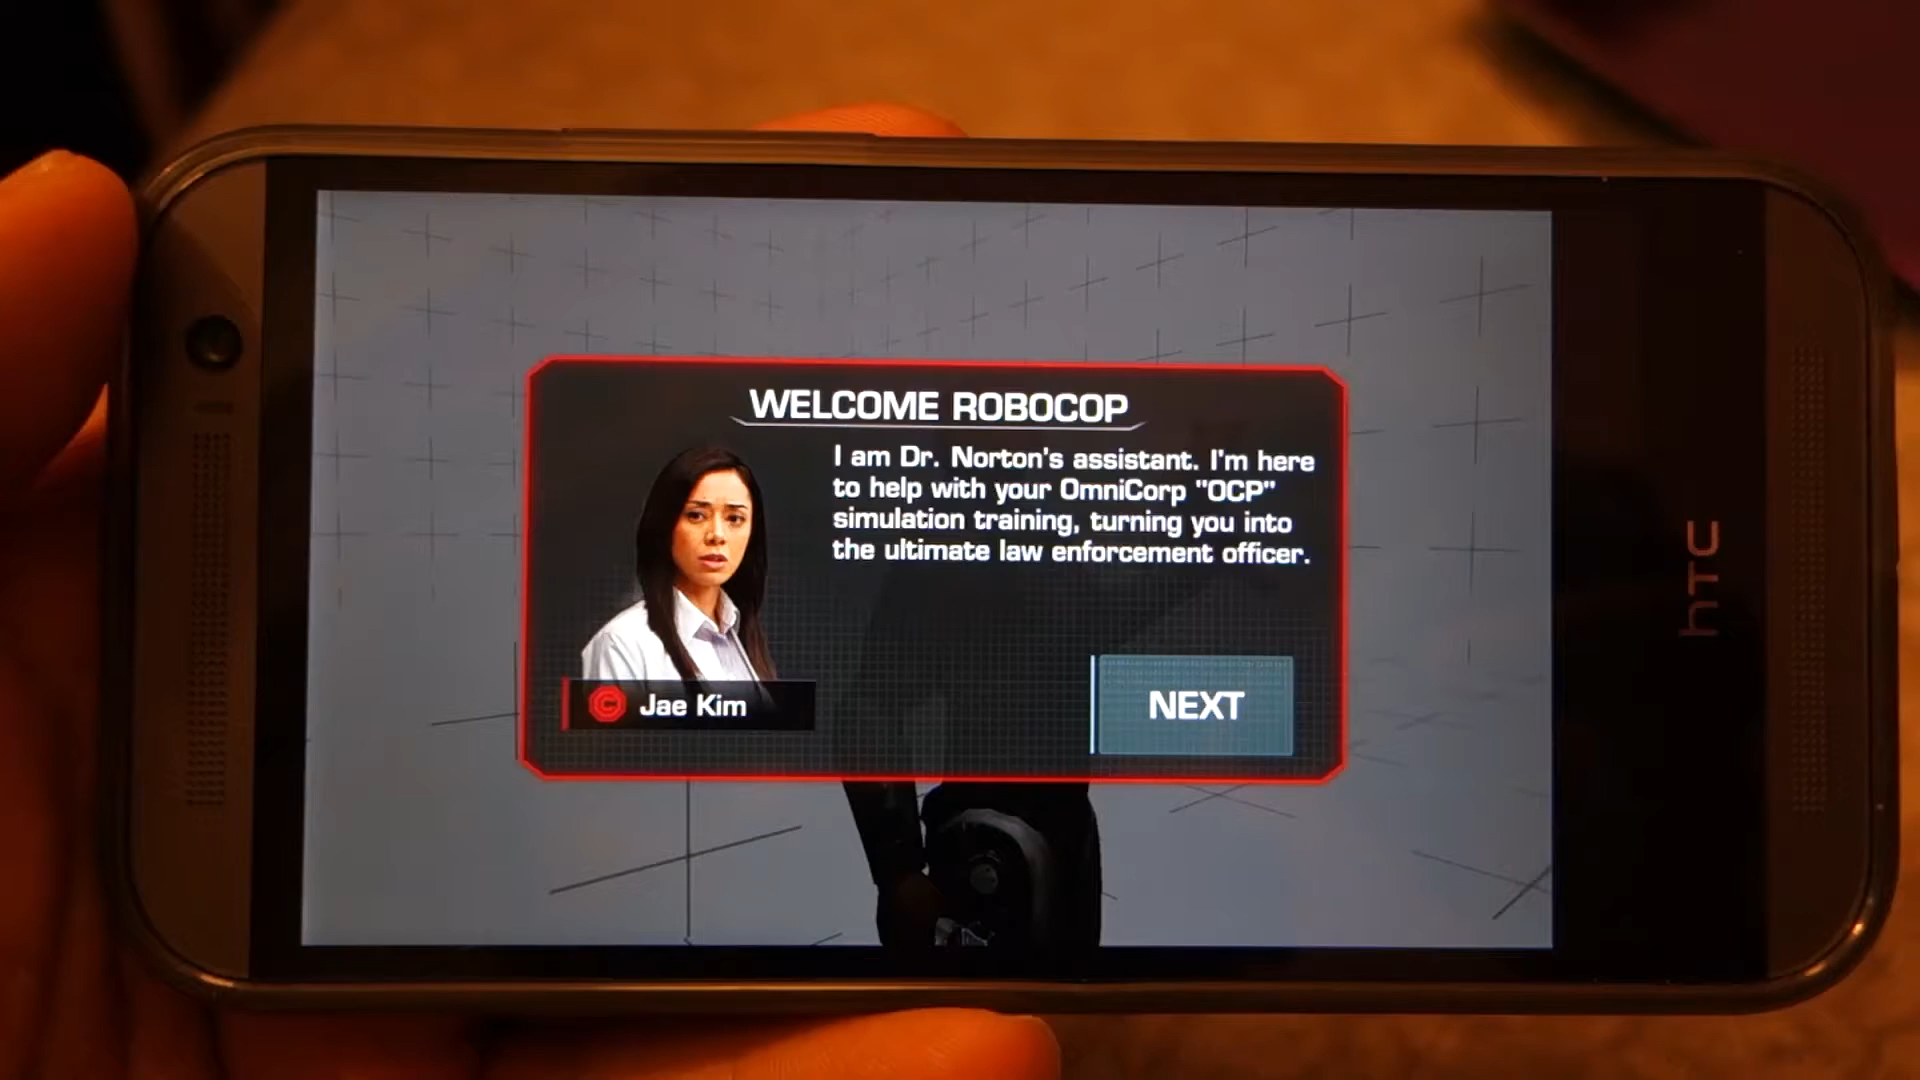 WELCOME ROBOCOP
I am Dr. Norton's assistant. I'm here
to help with your OmniCorp "OCP"
simulation training, turning you into
the ultimate law enforcement officer.
Jae Kim
NEXT
hTC